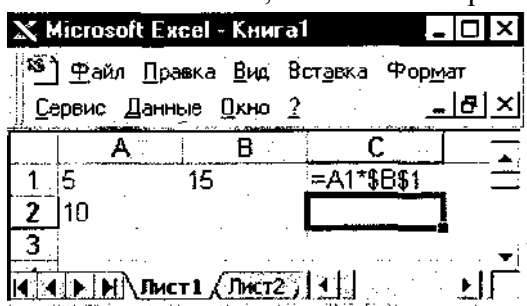 Microsoft Excel - Книга1
Файл Правка Вид Вставка Формат
Сервис Данные Окно ?
A B C
1 5 15 =A1*$B$1
2 10
3
Лист1 Лист2